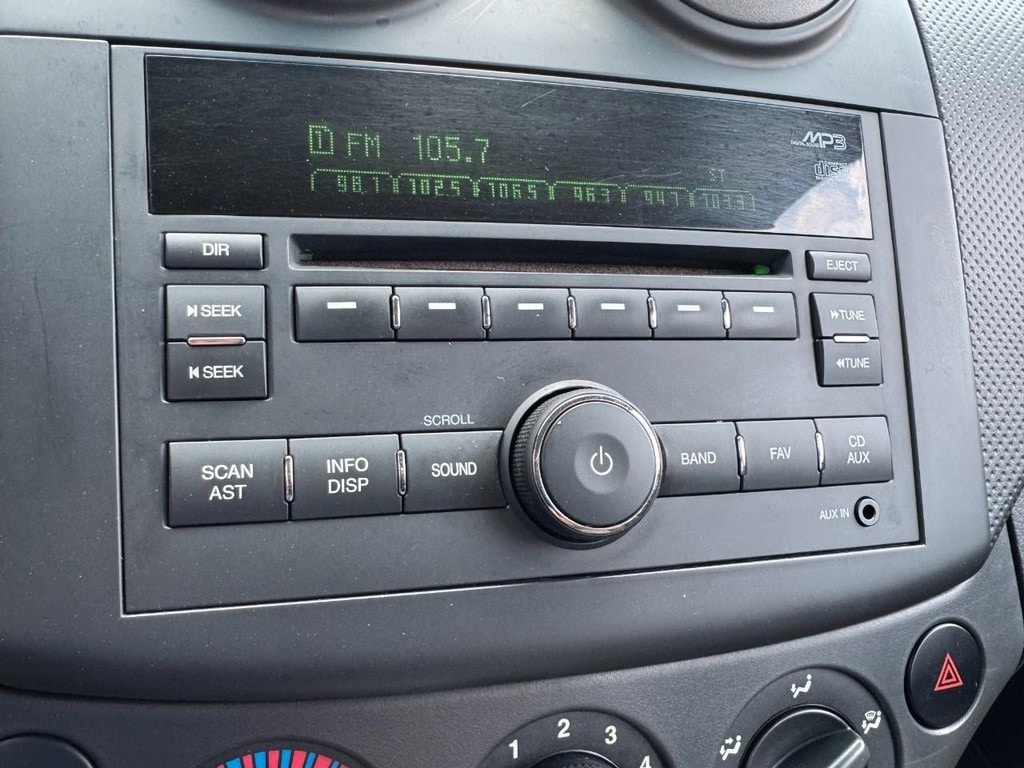 1 FM 105.7
MP3
ST
98.1 102.5 106.5 96.3 94.7 103.3
disc
DIR
EJECT
SEEK
TUNE
SEEK
TUNE
SCROLL
SCAN AST
INFO DISP
SOUND
BAND
FAV
CD AUX
AUX IN
1 2 3 4